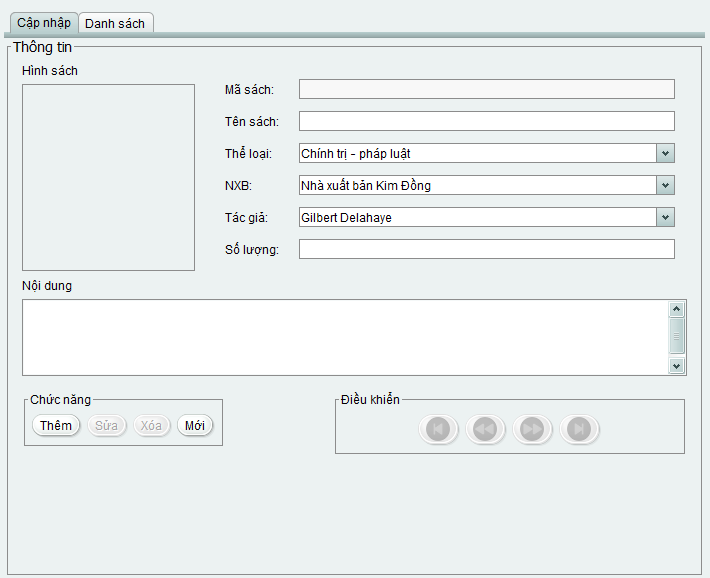 Cập nhập Danh sách
Thông tin
Hình sách
Mã sách:
Tên sách:
Thể loại: Chính trị - pháp luật
NXB: Nhà xuất bản Kim Đồng
Tác giả: Gilbert Delahaye
Số lượng:
Nội dung
Chức năng
Thêm Sửa Xóa Mới
Điều khiển